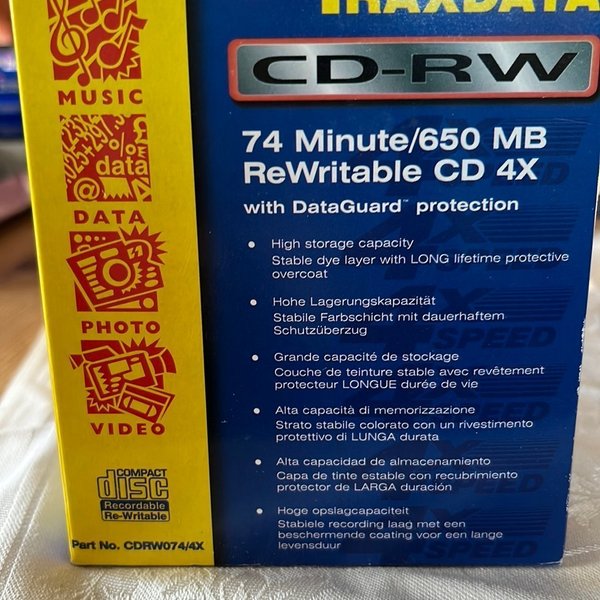 TRAXDATA
CD-RW
74 Minute/650 MB
ReWritable CD 4X
with DataGuard™ protection
• High storage capacity
Stable dye layer with LONG lifetime protective
overcoat
• Hohe Lagerungskapazität
Stabile Farbschicht mit dauerhaftem
Schutzüberzug
• Grande capacité de stockage
Couche de teinture stable avec revêtement
protecteur LONGUE durée de vie
• Alta capacità di memorizzazione
Strato stabile colorato con un rivestimento
protettivo di LUNGA durata
• Alta capacidad de almacenamiento
Capa de tinte estable con recubrimiento
protector de LARGA duración
• Hoge opslagcapaciteit
Stabiele recording laag met een
beschermende coating voor een lange
levensduur
MUSIC
data
@
DATA
PHOTO
VIDEO
COMPACT
disc
Recordable
Re-Writable
Part No. CDRW074/4X
4X
SPEED
4X
SPEED